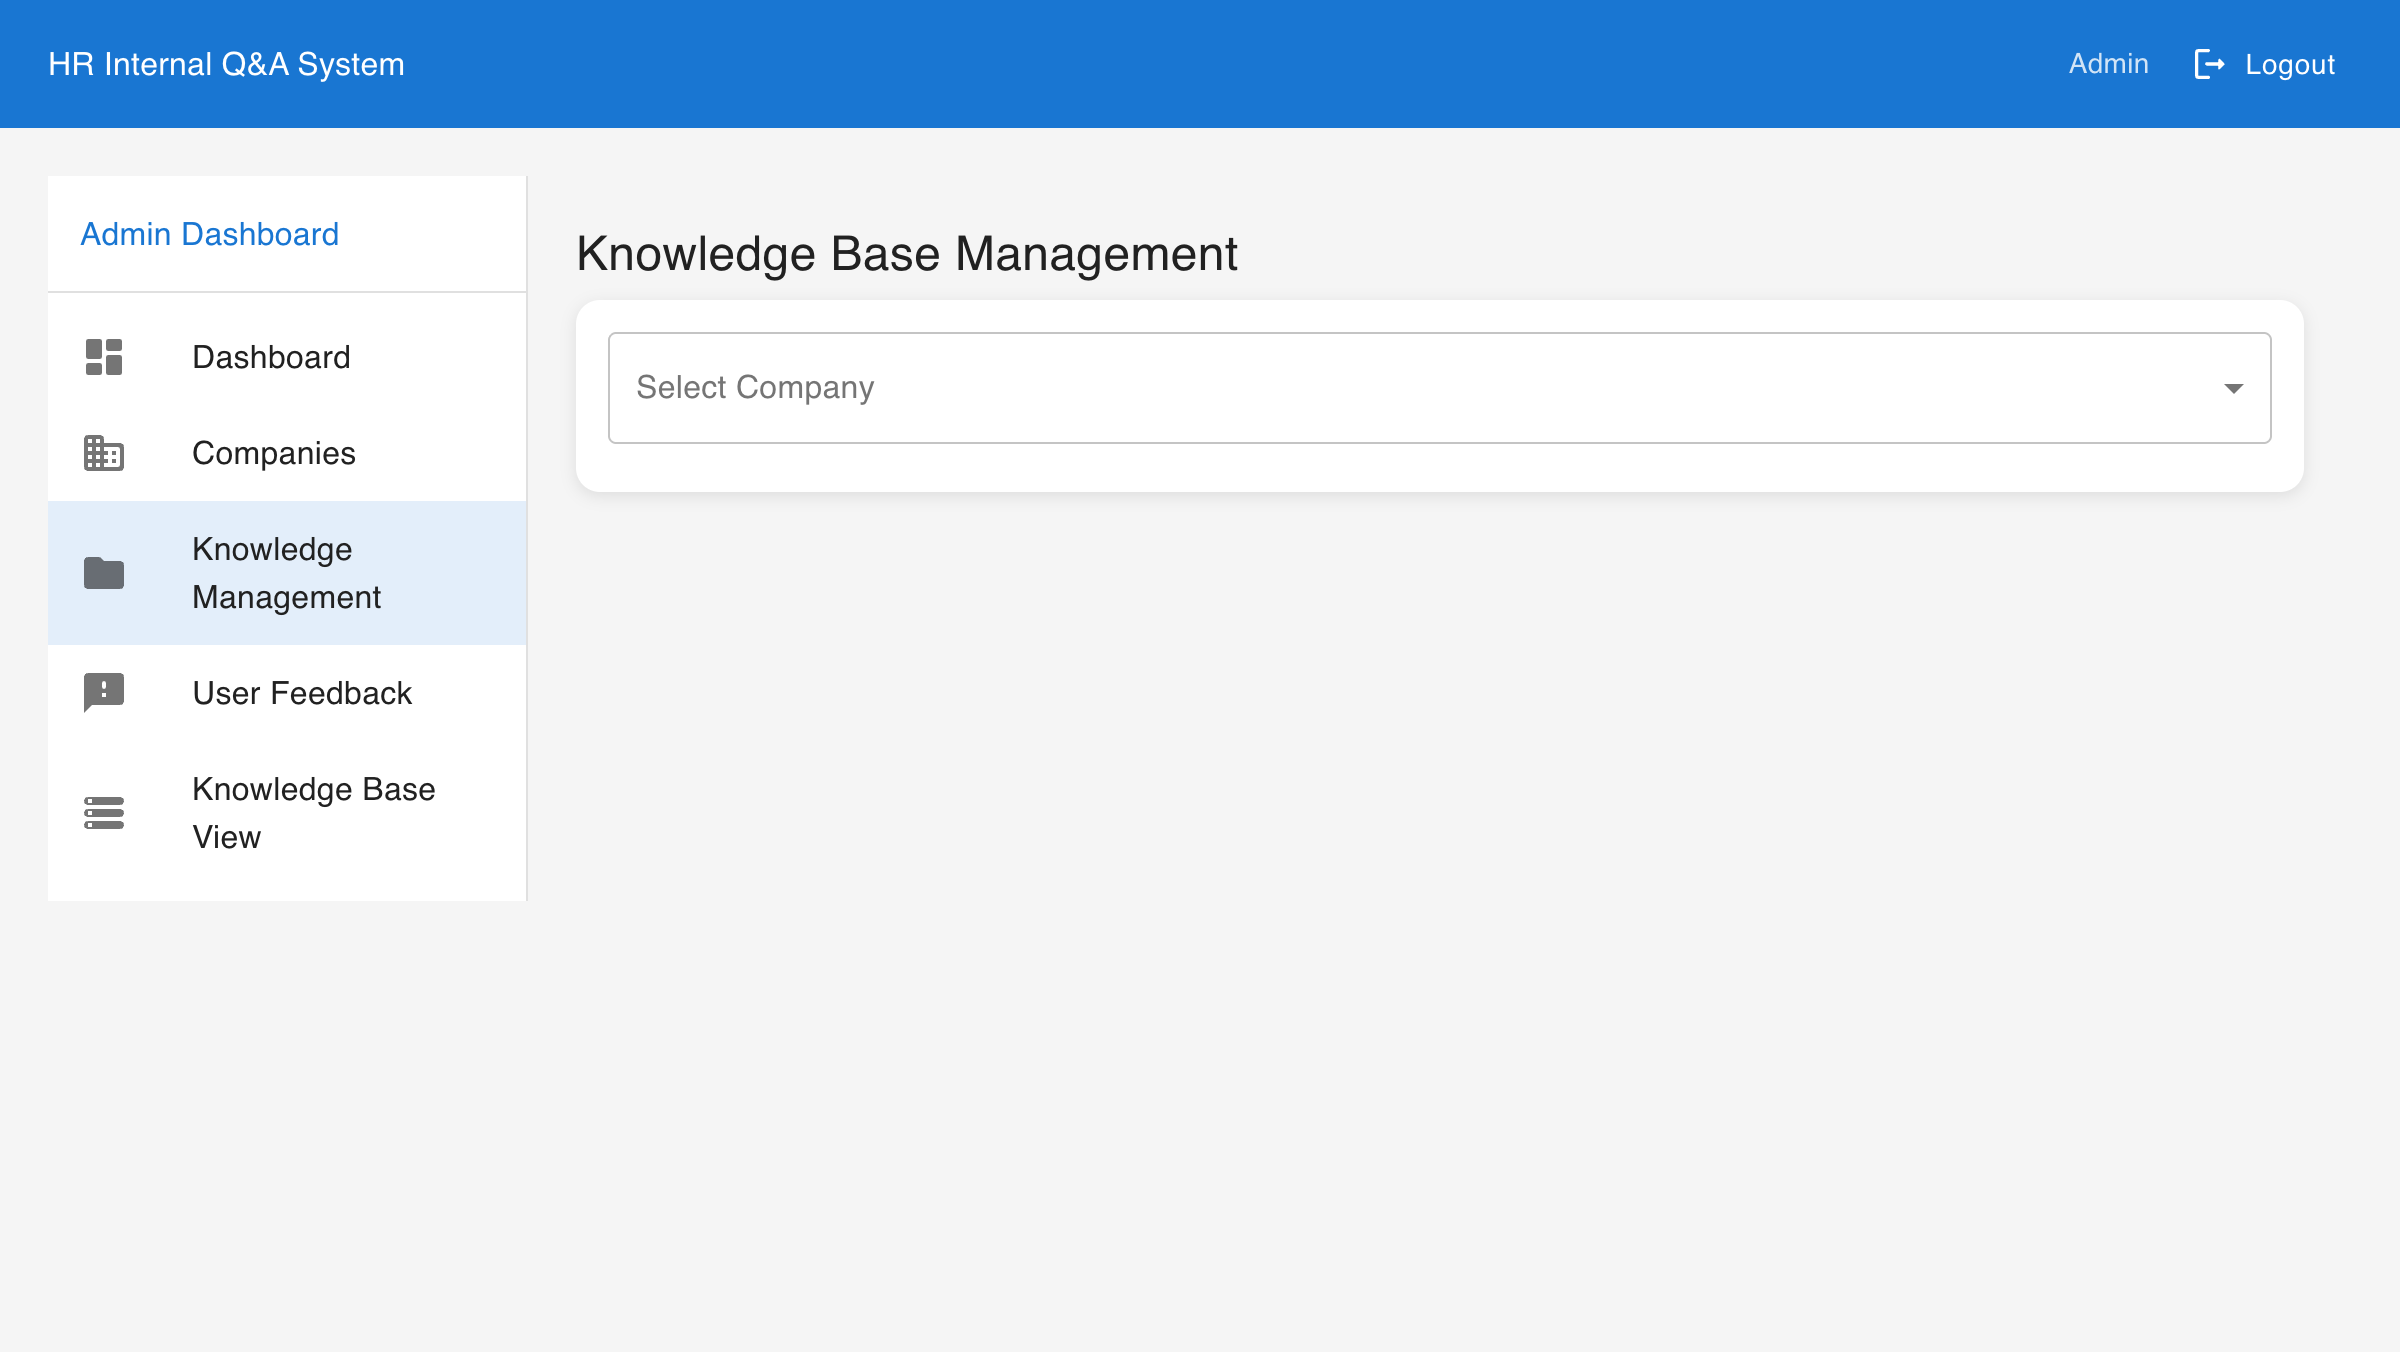 HR Internal Q&A System
Admin
Logout
Admin Dashboard
Dashboard
Companies
Knowledge
Management
User Feedback
Knowledge Base
View
Knowledge Base Management
Select Company